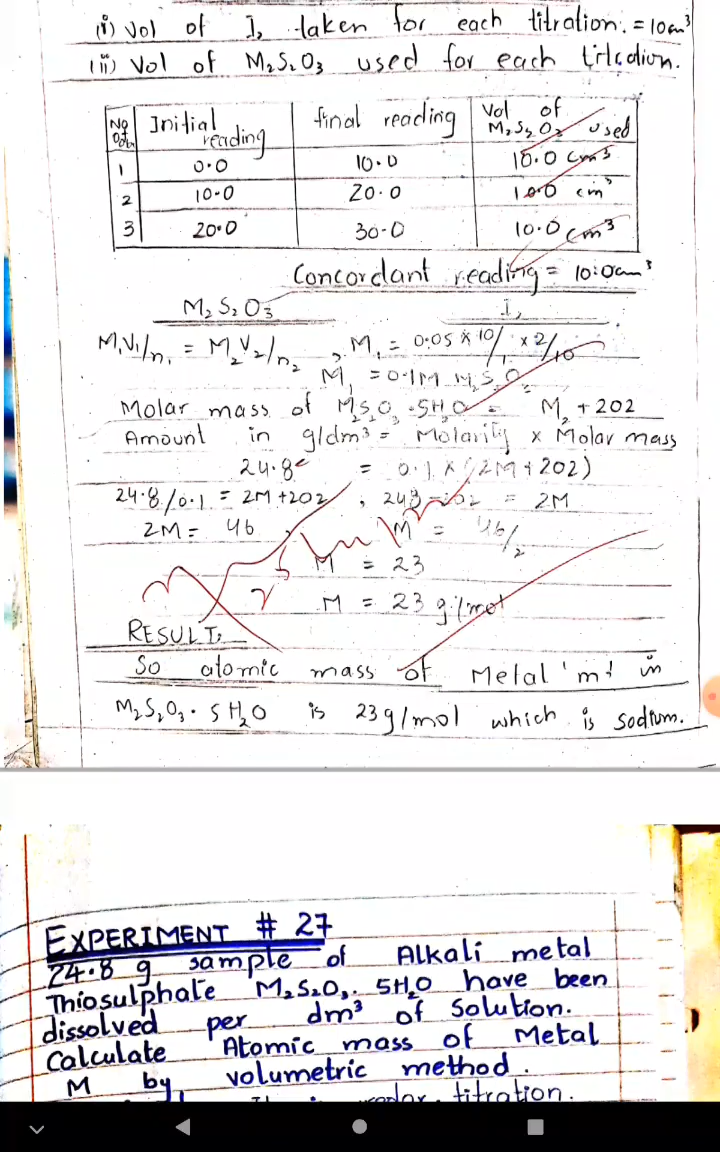 (i) Vol of I₂ taken for each titration. = 10cm³
(ii) Vol of M₂S₂O₃ used for each titration.
No of Ob. Initial reading final reading Vol of M₂S₂O₃ used
1 0.0 10.0 10.0 cm³
2 10.0 20.0 10.0 cm³
3 20.0 30.0 10.0 cm³
Concordant reading = 10.0cm³
M₂S₂O₃ I₂
M₁V₁/n₁ = M₂V₂/n₂ , M₁ = 0.05 × 10/1 × 2/10
M₁ = 0.1M M₂S₂O₃
Molar mass of M₂S₂O₃.5H₂O = M₂ + 202
Amount in g/dm³ = Molarity × Molar mass
24.8 = 0.1 × (2M + 202)
24.8/0.1 = 2M + 202 , 248 - 202 = 2M
2M = 46 M = 46/2
M = 23
M = 23 g/mol
RESULT:
So atomic mass of Metal 'm' in
M₂S₂O₃. 5H₂O is 23g/mol which is sodium.
EXPERIMENT # 27
24.8 g sample of Alkali metal
Thiosulphate M₂S₂O₃. 5H₂O have been
dissolved per dm³ of Solution.
Calculate Atomic mass of Metal
M by volumetric method.
titration.